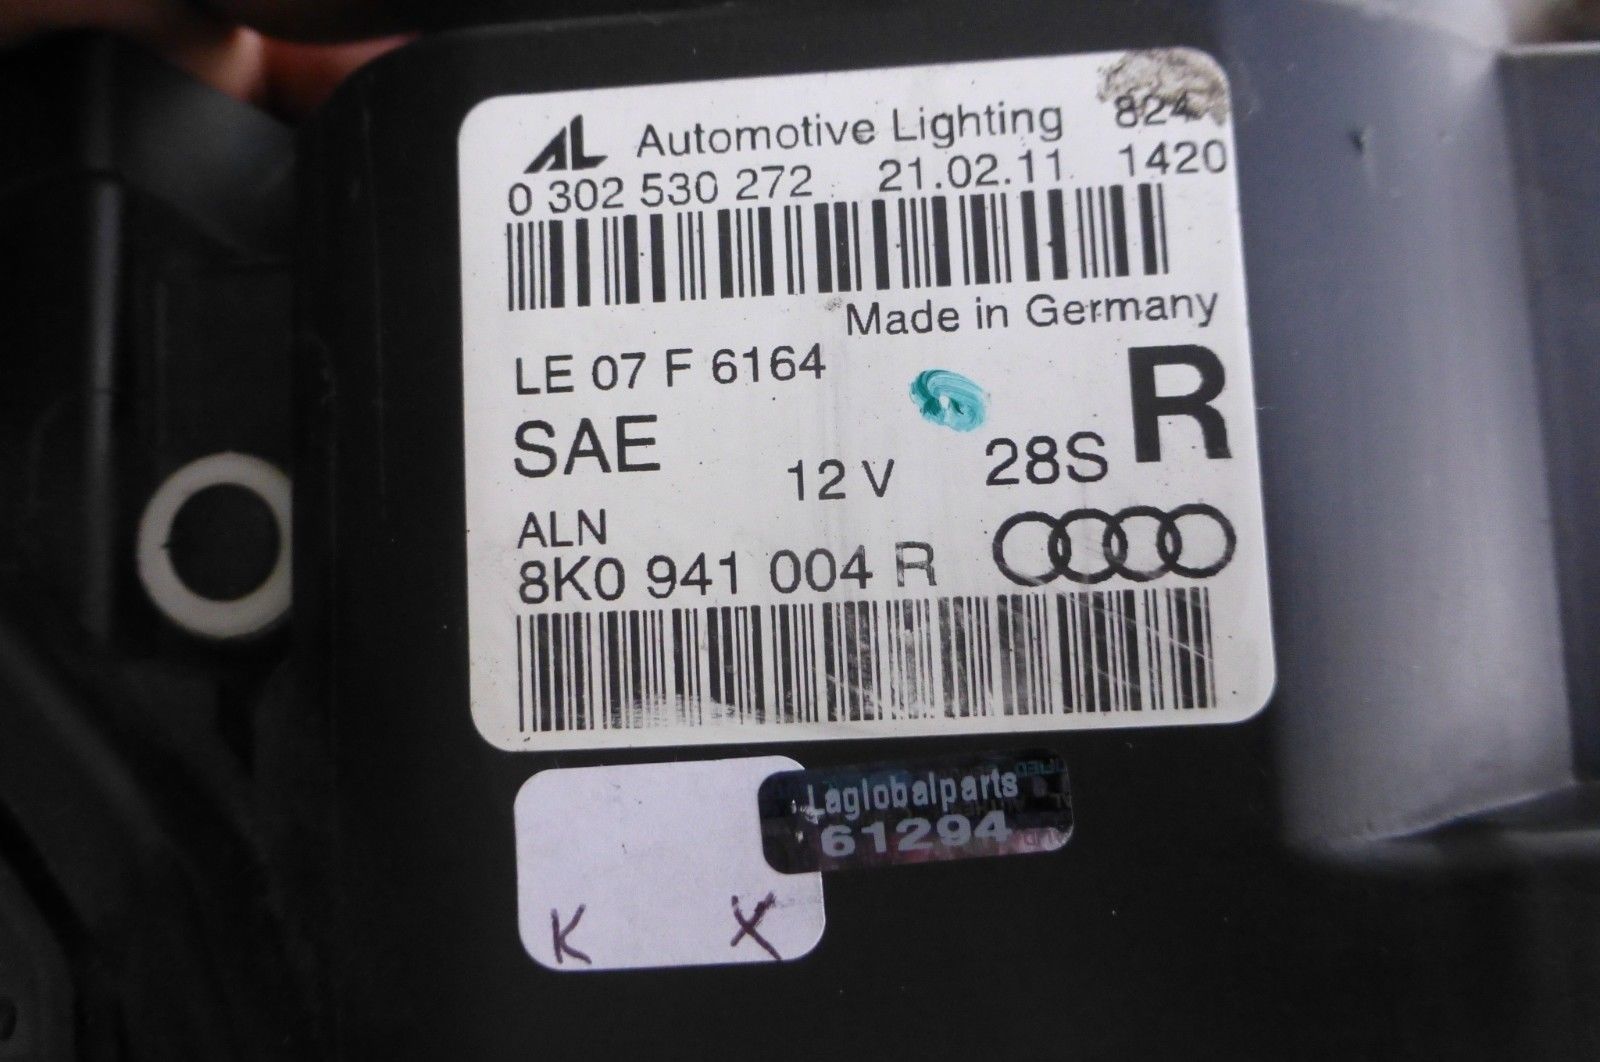 AL Automotive Lighting 824
0 302 530 272 21.02.11 1420
Made in Germany
LE 07 F 6164
R
SAE 12 V 28S
ALN
8K0 941 004 R
Laglobalparts
61294
K X